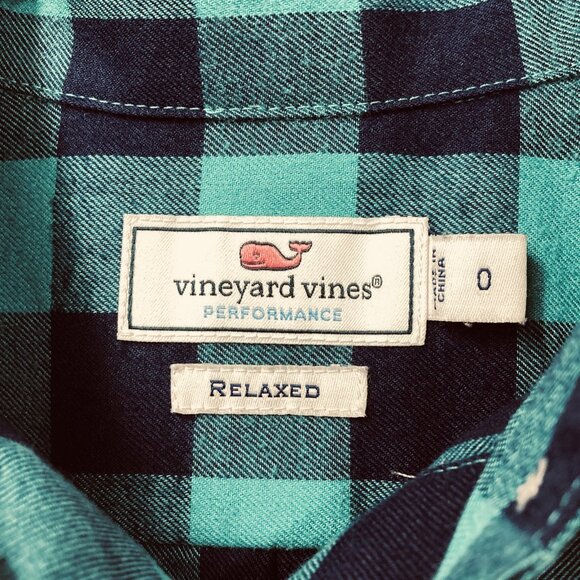 vineyard vines®
PERFORMANCE
RELAXED
MADE IN
CHINA
0